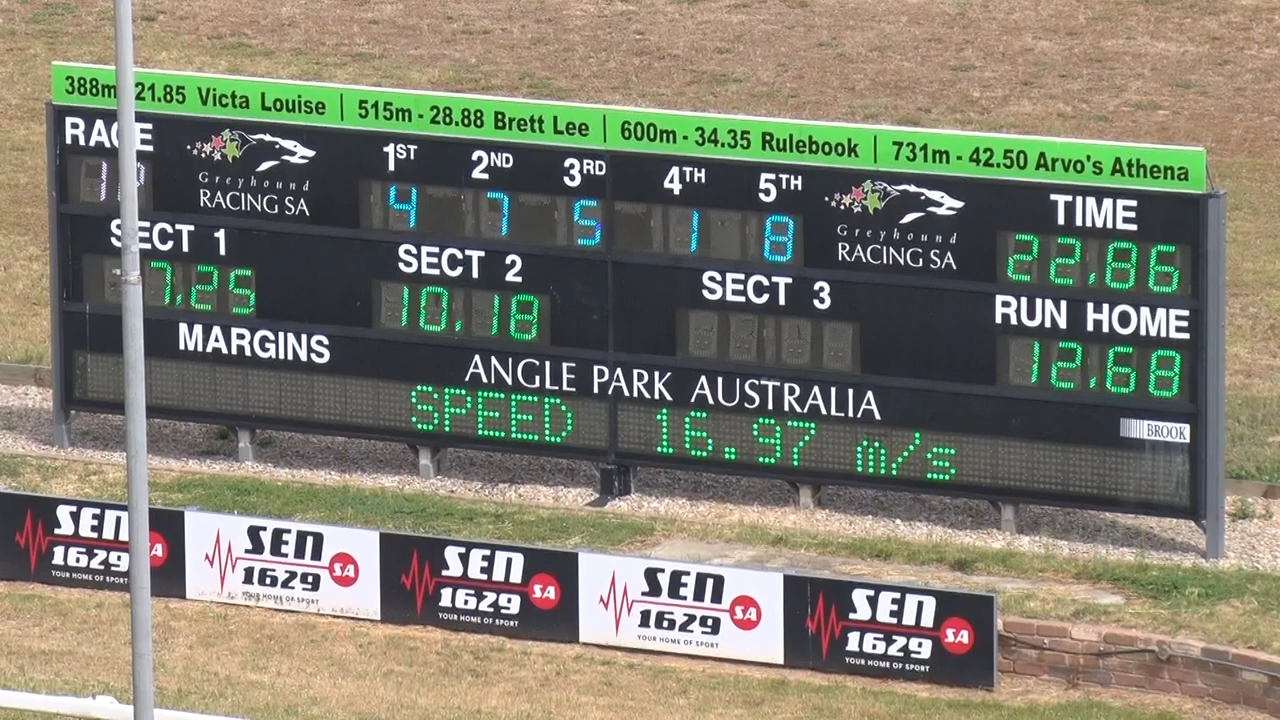 388m 21.85 Victa Louise | 515m - 28.88 Brett Lee | 600m - 34.35 Rulebook | 731m - 42.50 Arvo's Athena
RACE
Greyhound
RACING SA
1ST 2ND 3RD 4TH 5TH
4 7 5 1 8
Greyhound
RACING SA
TIME
22.86
SECT 1
7.25
SECT 2
10.18
SECT 3
RUN HOME
12.68
MARGINS
ANGLE PARK AUSTRALIA
SPEED 16.97 m/s
BROOK
SEN
1629 SA
YOUR HOME OF SPORT
SEN
1629 SA
YOUR HOME OF SPORT
SEN
1629 SA
YOUR HOME OF SPORT
SEN
1629 SA
YOUR HOME OF SPORT
SEN
1629 SA
YOUR HOME OF SPORT